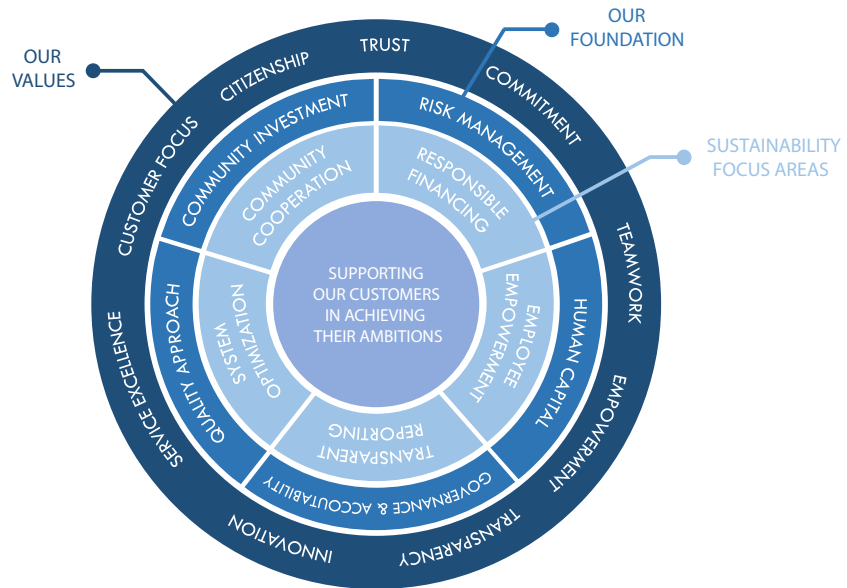 OUR
VALUES
OUR
FOUNDATION
SUSTAINABILITY
FOCUS AREAS
TRUST
COMMITMENT
TEAMWORK
EMPOWERMENT
TRANSPARENCY
INNOVATION
SERVICE EXCELLENCE
CUSTOMER FOCUS
CITIZENSHIP
RISK MANAGEMENT
HUMAN CAPITAL
GOVERNANCE & ACCOUTABILITY
QUALITY APPROACH
COMMUNITY INVESTMENT
RESPONSIBLE
FINANCING
EMPLOYEE
EMPOWERMENT
TRANSPARENT
REPORTING
SYSTEM
OPTIMIZATION
COMMUNITY
COOPERATION
SUPPORTING
OUR CUSTOMERS
IN ACHIEVING
THEIR AMBITIONS